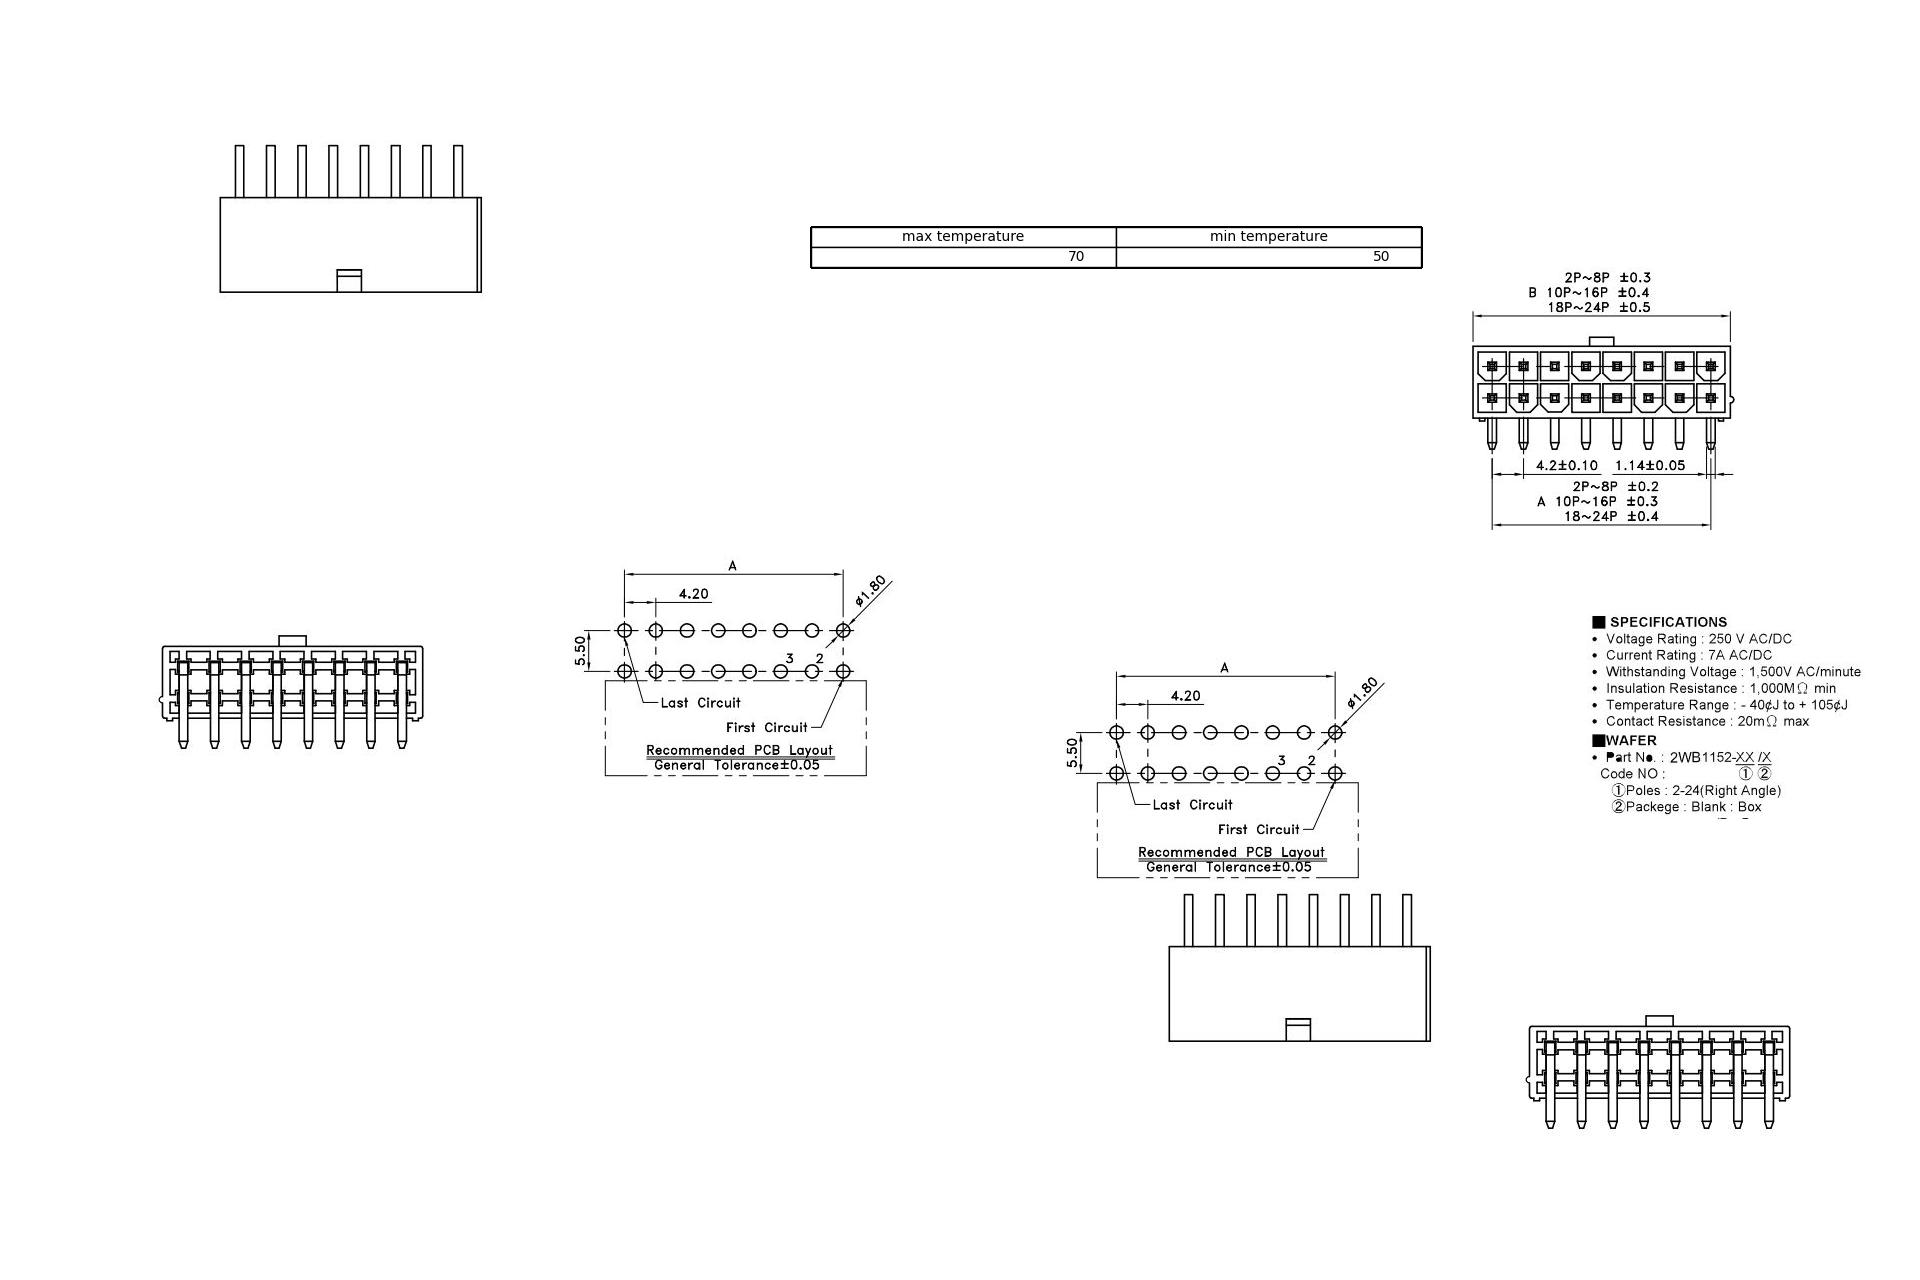 max temperature min temperature
70 50
2P~8P ±0.3
B 10P~16P ±0.4
18P~24P ±0.5
4.2±0.10 1.14±0.05
2P~8P ±0.2
A 10P~16P ±0.3
18~24P ±0.4
A
4.20
ø1.80
5.50
3 2
Last Circuit
First Circuit
Recommended PCB Layout
General Tolerance±0.05
A
4.20
ø1.80
5.50
3 2
Last Circuit
First Circuit
Recommended PCB Layout
General Tolerance±0.05
■ SPECIFICATIONS
• Voltage Rating : 250 V AC/DC
• Current Rating : 7A AC/DC
• Withstanding Voltage : 1,500V AC/minute
• Insulation Resistance : 1,000MΩ min
• Temperature Range : - 40¢J to + 105¢J
• Contact Resistance : 20mΩ max
■WAFER
• Part No. : 2WB1152-XX /X
Code NO : ① ②
①Poles : 2-24(Right Angle)
②Packege : Blank : Box